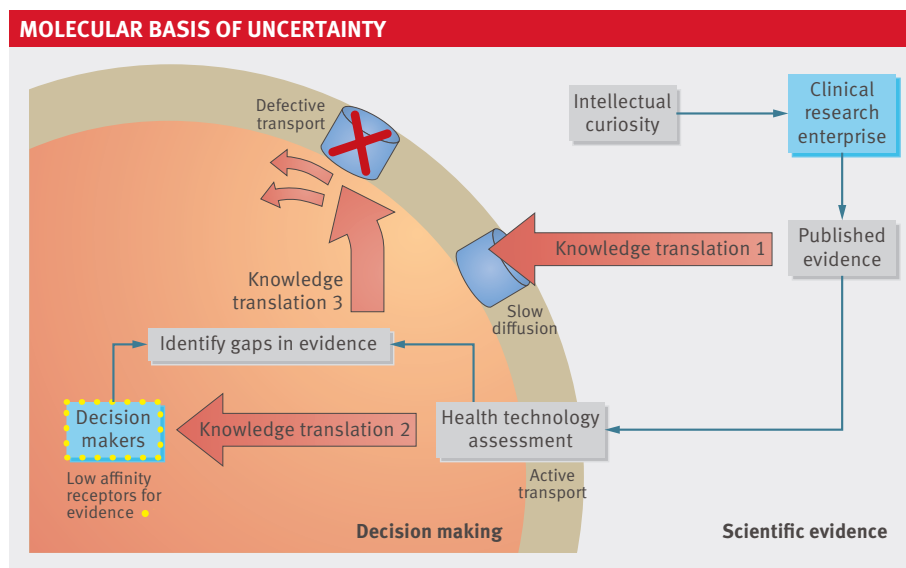 MOLECULAR BASIS OF UNCERTAINTY
Defective
transport
Intellectual
curiosity
Clinical
research
enterprise
Knowledge translation 1
Published
evidence
Knowledge
translation 3
Slow
diffusion
Identify gaps in evidence
Decision
makers
Knowledge translation 2
Health technology
assessment
Low affinity
receptors for
evidence
Active
transport
Decision making
Scientific evidence